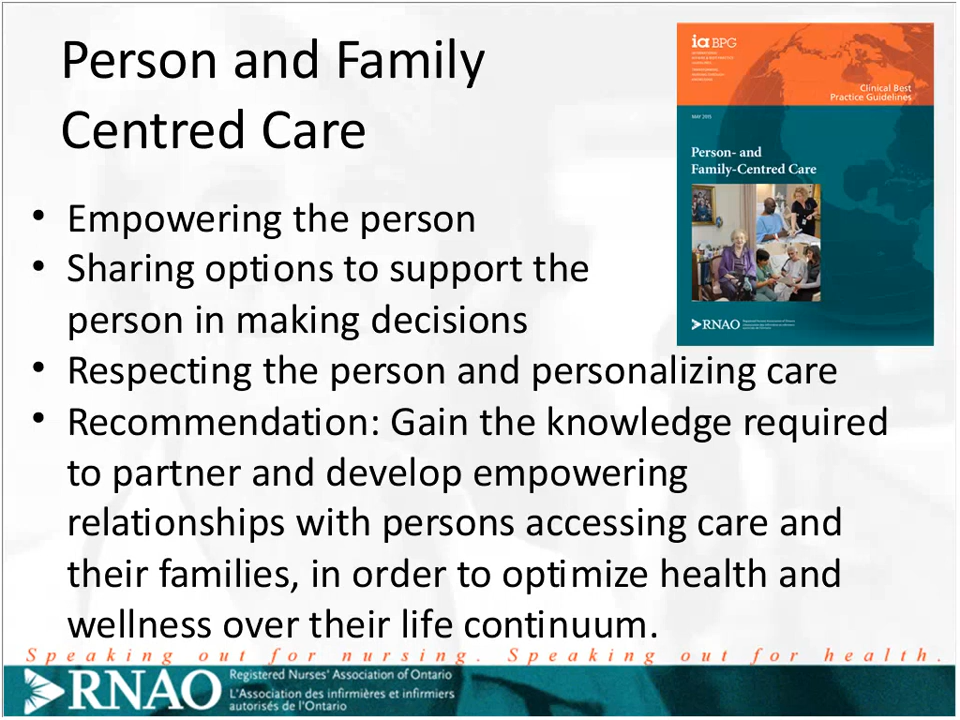 Person and Family
Centred Care
ia BPG
Clinical Best
Practice Guidelines
MAY 2015
Person- and
Family-Centred Care
RNAO
• Empowering the person
• Sharing options to support the
person in making decisions
• Respecting the person and personalizing care
• Recommendation: Gain the knowledge required
to partner and develop empowering
relationships with persons accessing care and
their families, in order to optimize health and
wellness over their life continuum.
Speaking out for nursing. Speaking out for health.
RNAO
Registered Nurses' Association of Ontario
L'Association des infirmières et infirmiers
autorisés de l'Ontario